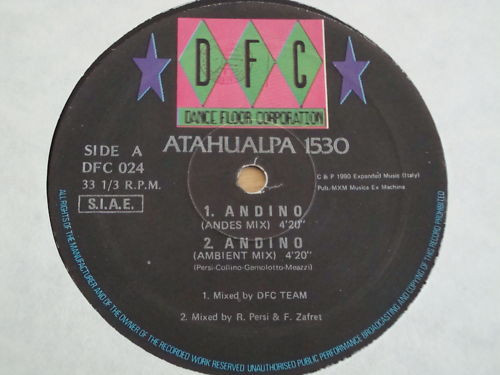 D F C
DANCE FLOOR CORPORATION
ATAHUALPA 1530
SIDE A
DFC 024
33 1/3 R.P.M.
S.I.A.E.
C & P 1990 Expanded Music (Italy)
Pub. MXM Musica Ex Machina
1. ANDINO
(ANDES MIX) 4'20"
2. ANDINO
(AMBIENT MIX) 4'20"
(Persi-Collino-Gemolotto-Meazzi)
1. Mixed by DFC TEAM
2. Mixed by R. Persi & F. Zafret
ALL RIGHTS OF THE MANUFACTURER AND OF THE OWNER OF THE RECORDED WORK RESERVED UNAUTHORISED PUBLIC PERFORMANCE BROADCASTING AND COPYING OF THIS RECORD PROHIBITED